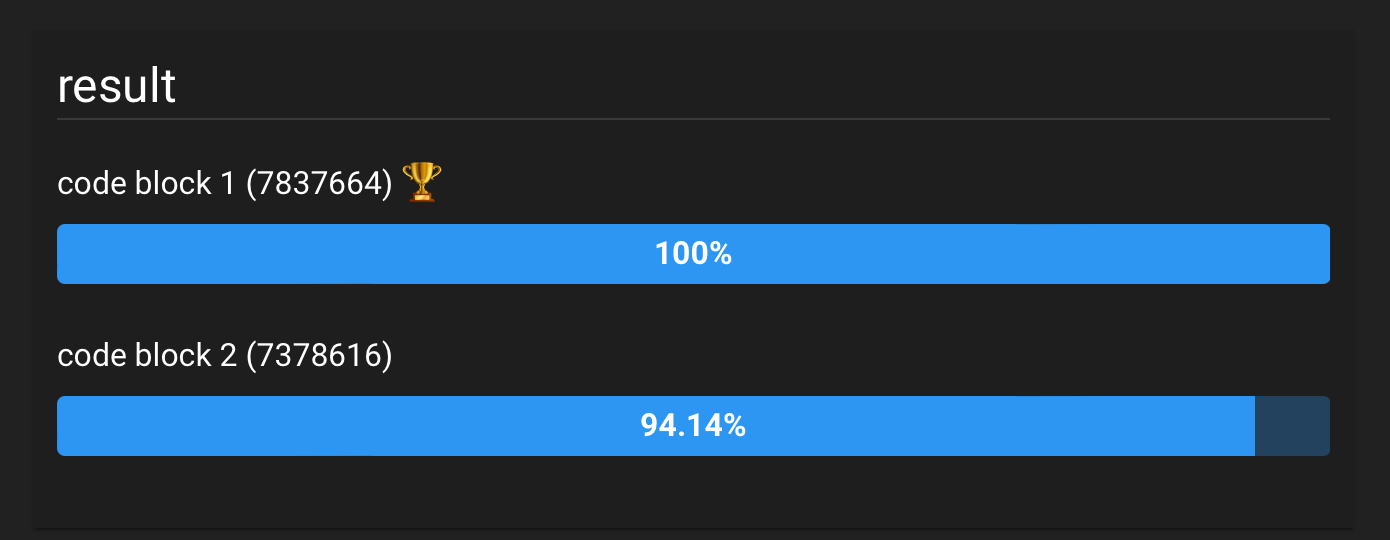 result
code block 1 (7837664) 🏆
100%
code block 2 (7378616)
94.14%